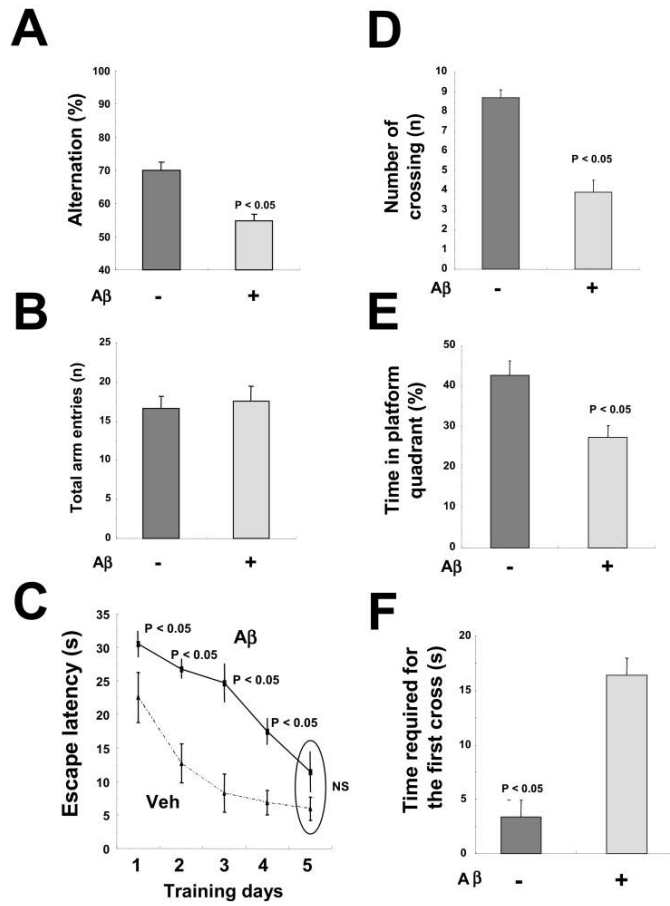 A
Alternation (%)
100
90
80
70
60
50
40
P < 0.05
Aβ - +
B
Total arm entries (n)
25
20
15
10
5
0
Aβ - +
C
Escape latency (s)
35
30
25
20
15
10
5
0
P < 0.05
Aβ
P < 0.05
P < 0.05
P < 0.05
NS
Veh
1 2 3 4 5
Training days
D
Number of
crossing (n)
10
9
8
7
6
5
4
3
2
1
0
P < 0.05
Aβ - +
E
Time in platform
quadrant (%)
50
40
30
20
10
0
P < 0.05
Aβ - +
F
Time required for
the first cross (s)
20
15
10
5
0
P < 0.05
Aβ - +